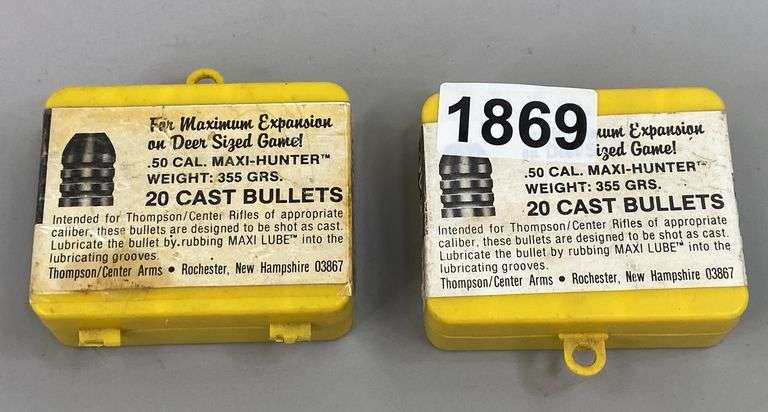 For Maximum Expansion
on Deer Sized Game!
.50 CAL. MAXI-HUNTER™
WEIGHT: 355 GRS.
20 CAST BULLETS
Intended for Thompson/Center Rifles of appropriate
caliber, these bullets are designed to be shot as cast.
Lubricate the bullet by rubbing MAXI LUBE™ into the
lubricating grooves.
Thompson/Center Arms • Rochester, New Hampshire 03867
1869
Expansion
Game!
.50 CAL. MAXI-HUNTER™
WEIGHT: 355 GRS.
20 CAST BULLETS
Intended for Thompson/Center Rifles of appropriate
caliber, these bullets are designed to be shot as cast.
Lubricate the bullet by rubbing MAXI LUBE™ into the
lubricating grooves.
Thompson/Center Arms • Rochester, New Hampshire 03867